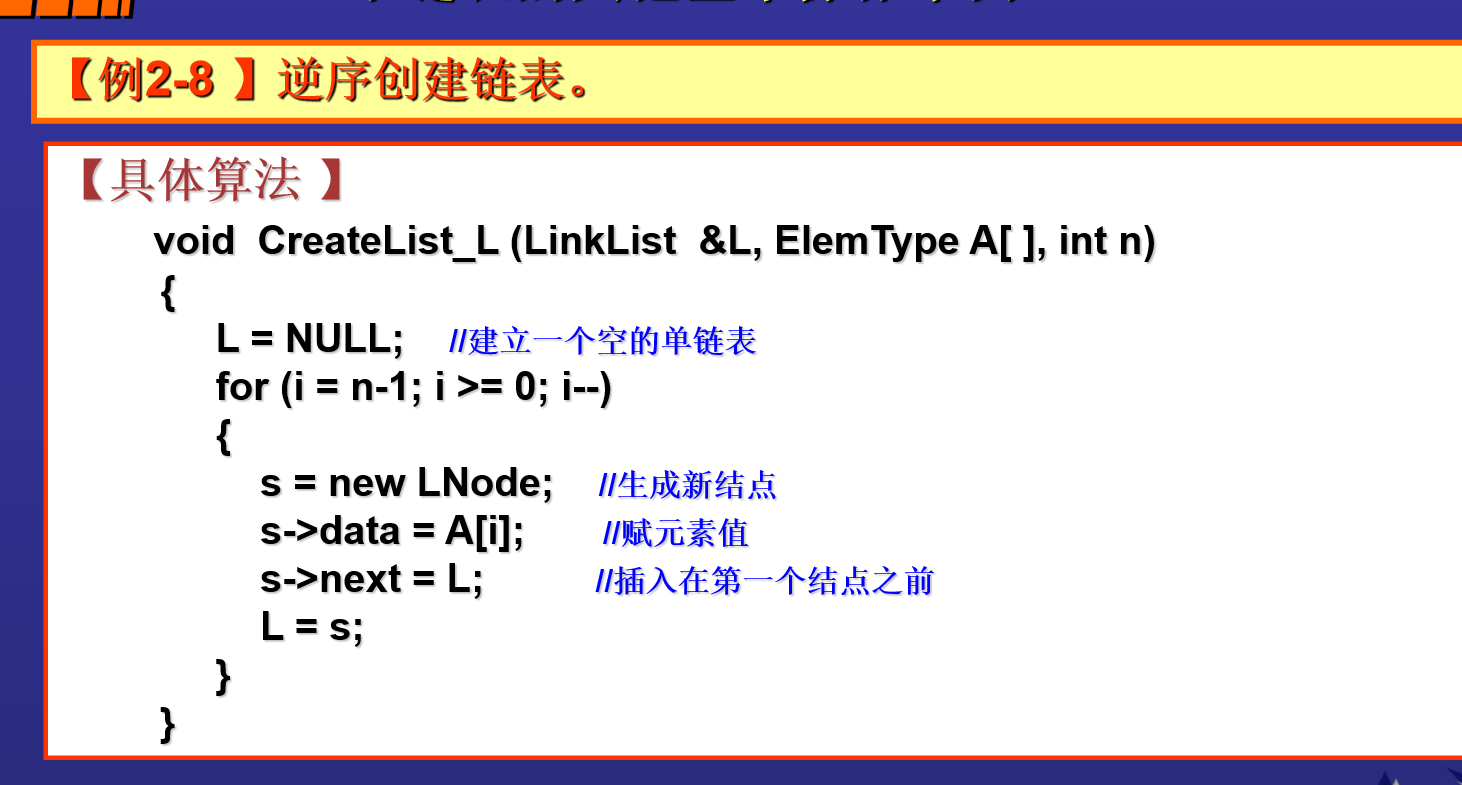 【例2-8 】逆序创建链表。
【具体算法 】
void CreateList_L (LinkList &L, ElemType A[ ], int n)
{
L = NULL; //建立一个空的单链表
for (i = n-1; i >= 0; i--)
{
s = new LNode; //生成新结点
s->data = A[i]; //赋元素值
s->next = L; //插入在第一个结点之前
L = s;
}
}